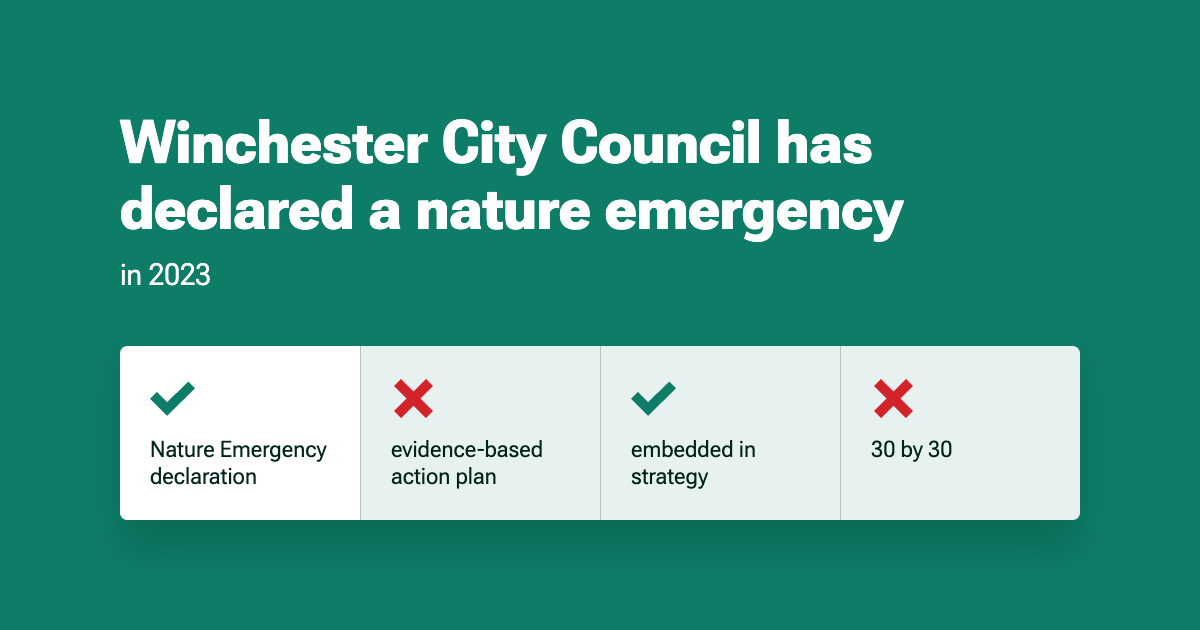 Winchester City Council has
declared a nature emergency
in 2023
Nature Emergency
declaration
evidence-based
action plan
embedded in
strategy
30 by 30